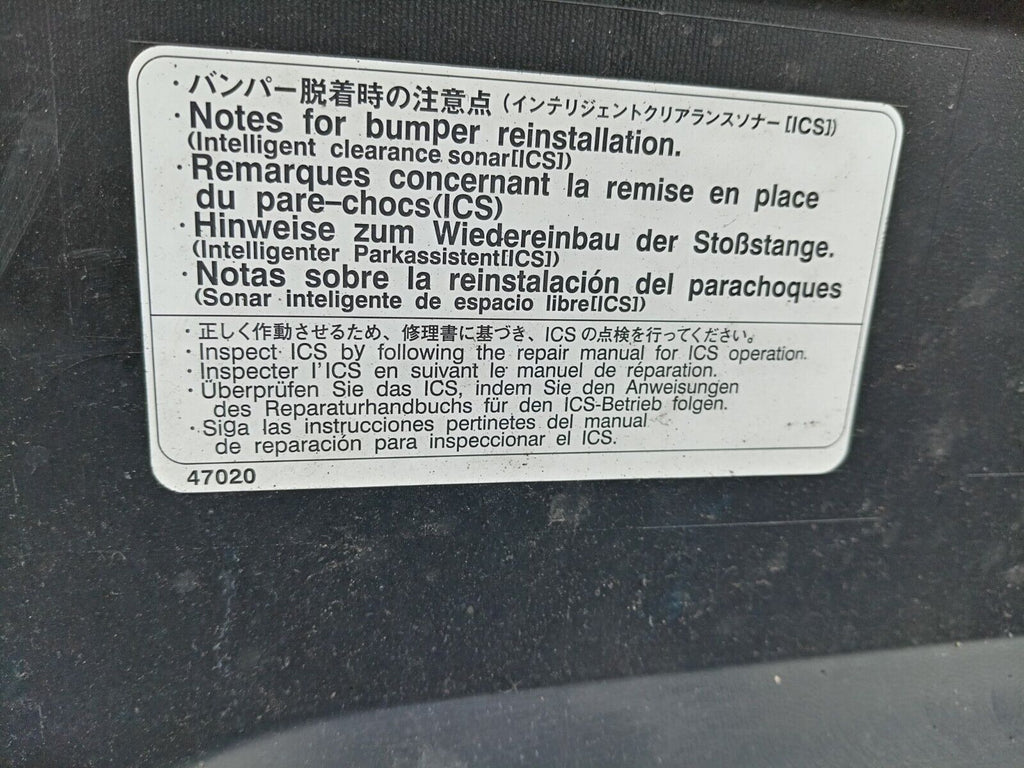 ・バンパー脱着時の注意点 (インテリジェントクリアランスソナー [ICS])
・Notes for bumper reinstallation.
(Intelligent clearance sonar[ICS])
・Remarques concernant la remise en place
du pare-chocs(ICS)
・Hinweise zum Wiedereinbau der Stoßstange.
(Intelligenter Parkassistent[ICS])
・Notas sobre la reinstalación del parachoques
(Sonar inteligente de espacio libre[ICS])
・正しく作動させるため、修理書に基づき、ICSの点検を行ってください。
・Inspect ICS by following the repair manual for ICS operation.
・Inspecter l'ICS en suivant le manuel de réparation.
・Überprüfen Sie das ICS, indem Sie den Anweisungen
des Reparaturhandbuchs für den ICS-Betrieb folgen.
・Siga las instrucciones pertinetes del manual
de reparación para inspeccionar el ICS.
47020